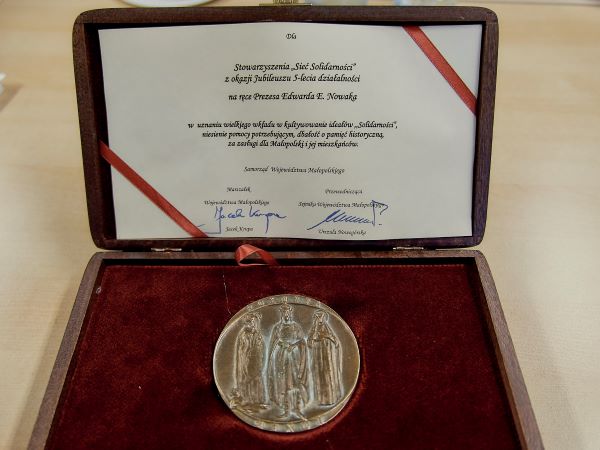 Dla
Stowarzyszenia „Sieć Solidarności”
z okazji Jubileuszu 5-lecia działalności
na ręce Prezesa Edwarda E. Nowaka
w uznaniu wielkiego wkładu w kultywowanie ideałów „Solidarności”,
niesienie pomocy potrzebującym, dbałość o pamięć historyczną,
za zasługi dla Małopolski i jej mieszkańców.
Samorząd Województwa Małopolskiego
Marszałek
Województwa Małopolskiego
Jacek Krupa
Jacek Krupa
Przewodnicząca
Sejmiku Województwa Małopolskiego
Urszula Nowogórska